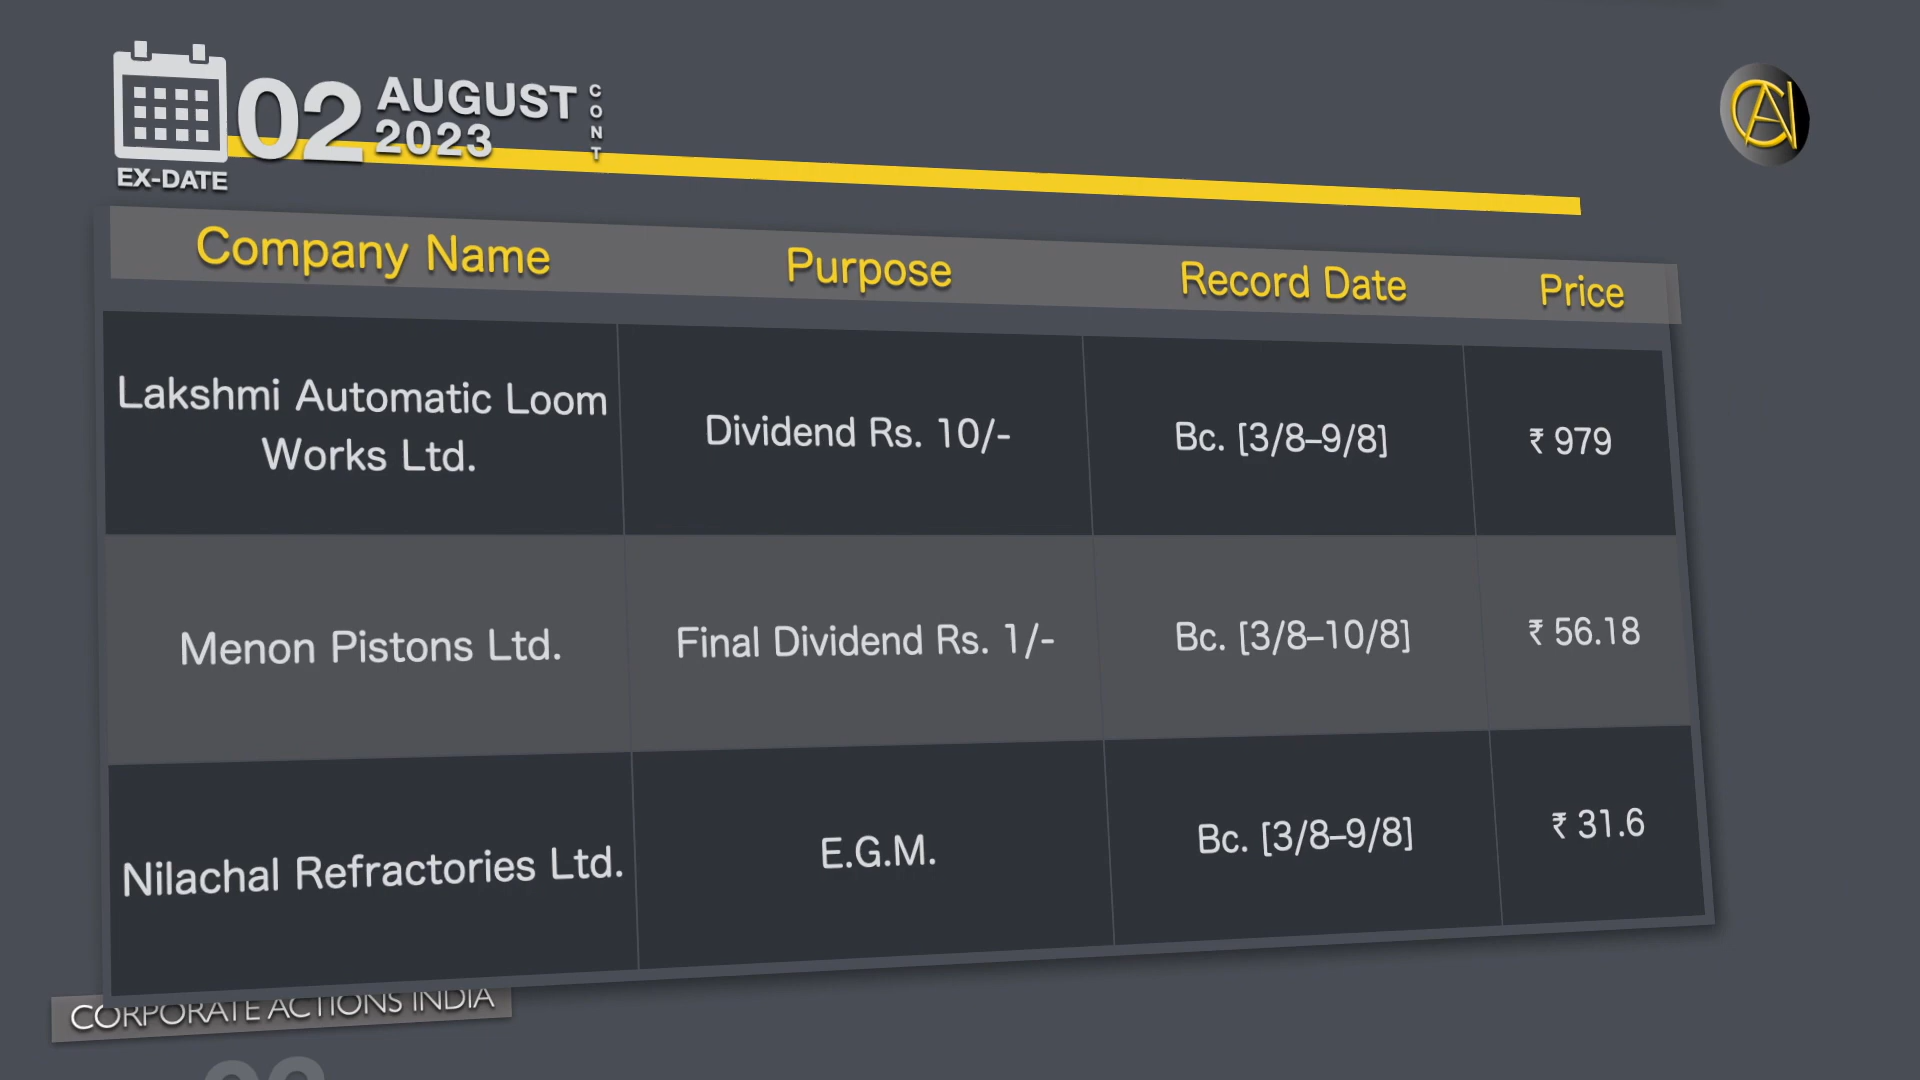 02 AUGUST 2023 CONT
EX-DATE
Company Name Purpose Record Date Price
Lakshmi Automatic Loom
Works Ltd. Dividend Rs. 10/- Bc. [3/8–9/8] ₹ 979
Menon Pistons Ltd. Final Dividend Rs. 1/- Bc. [3/8–10/8] ₹ 56.18
Nilachal Refractories Ltd. E.G.M. Bc. [3/8–9/8] ₹ 31.6
CORPORATE ACTIONS INDIA